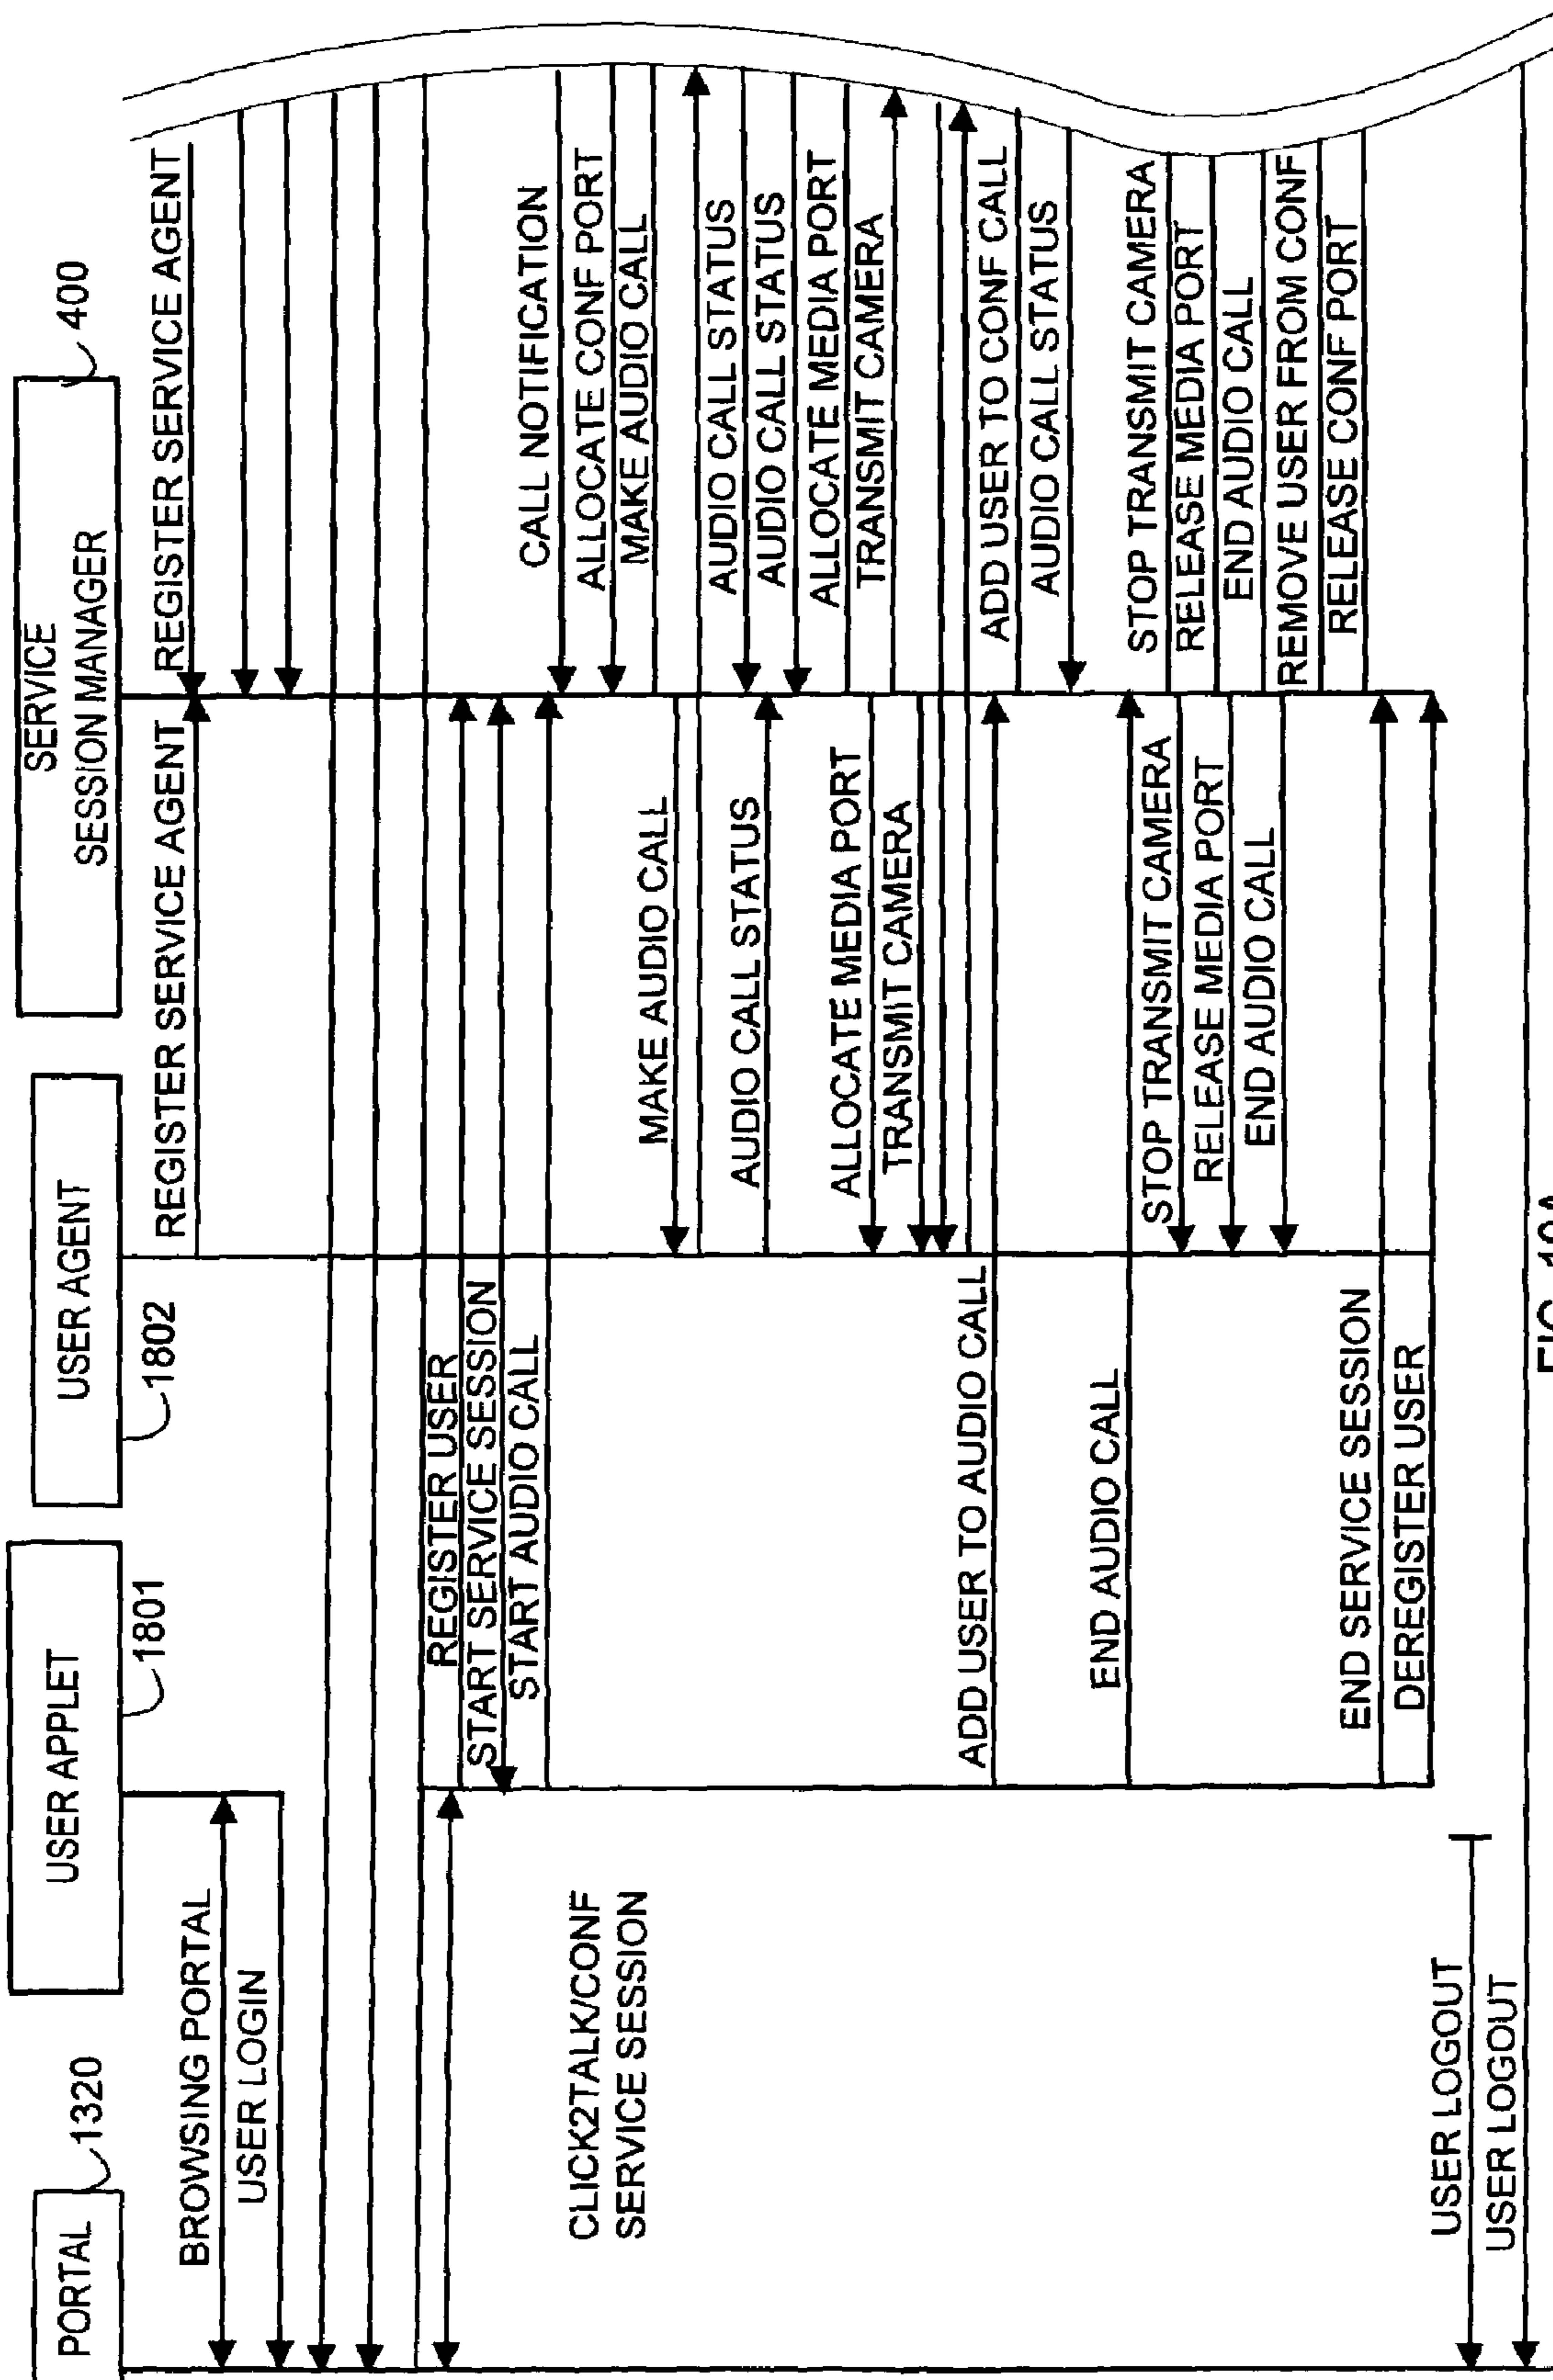 PORTAL
1320
USER APPLET
1801
USER AGENT
1802
SERVICE
SESSION MANAGER
400
REGISTER SERVICE AGENT
REGISTER SERVICE AGENT
BROWSING PORTAL
USER LOGIN
REGISTER USER
START SERVICE SESSION
START AUDIO CALL
CALL NOTIFICATION
CLICK2TALK/CONF
SERVICE SESSION
ALLOCATE CONF PORT
MAKE AUDIO CALL
MAKE AUDIO CALL
AUDIO CALL STATUS
AUDIO CALL STATUS
AUDIO CALL STATUS
ALLOCATE MEDIA PORT
ALLOCATE MEDIA PORT
TRANSMIT CAMERA
TRANSMIT CAMERA
ADD USER TO AUDIO CALL
ADD USER TO CONF CALL
AUDIO CALL STATUS
END AUDIO CALL
STOP TRANSMIT CAMERA
STOP TRANSMIT CAMERA
RELEASE MEDIA PORT
RELEASE MEDIA PORT
END AUDIO CALL
END AUDIO CALL
REMOVE USER FROM CONF
RELEASE CONF PORT
END SERVICE SESSION
DEREGISTER USER
USER LOGOUT
USER LOGOUT